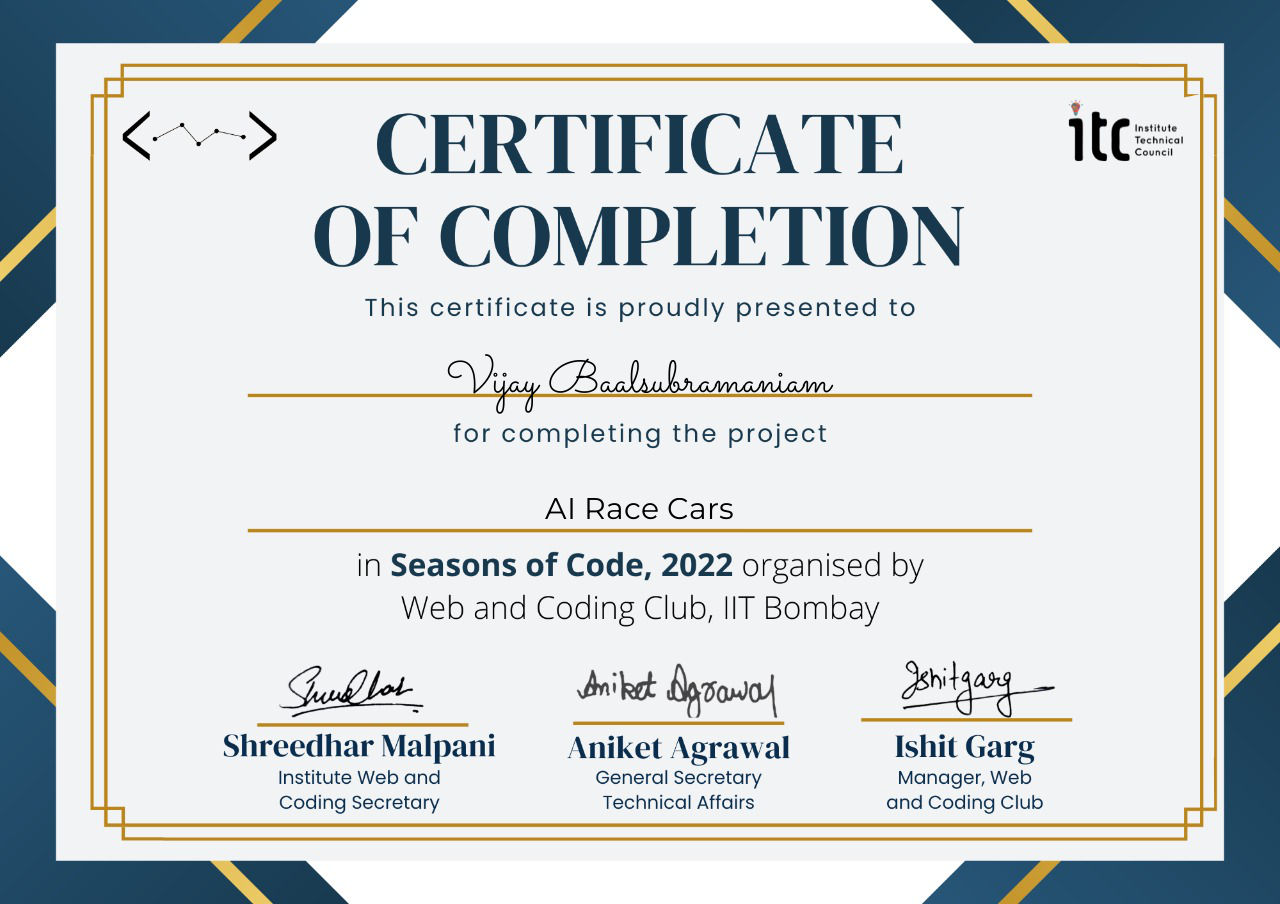 CERTIFICATE
OF COMPLETION
itc Institute
Technical
Council
This certificate is proudly presented to
Vijay Baalsubramaniam
for completing the project
AI Race Cars
in Seasons of Code, 2022 organised by
Web and Coding Club, IIT Bombay
Shreedhar
Aniket Agrawal
Ishitgarg
Shreedhar Malpani
Aniket Agrawal
Ishit Garg
Institute Web and
Coding Secretary
General Secretary
Technical Affairs
Manager, Web
and Coding Club